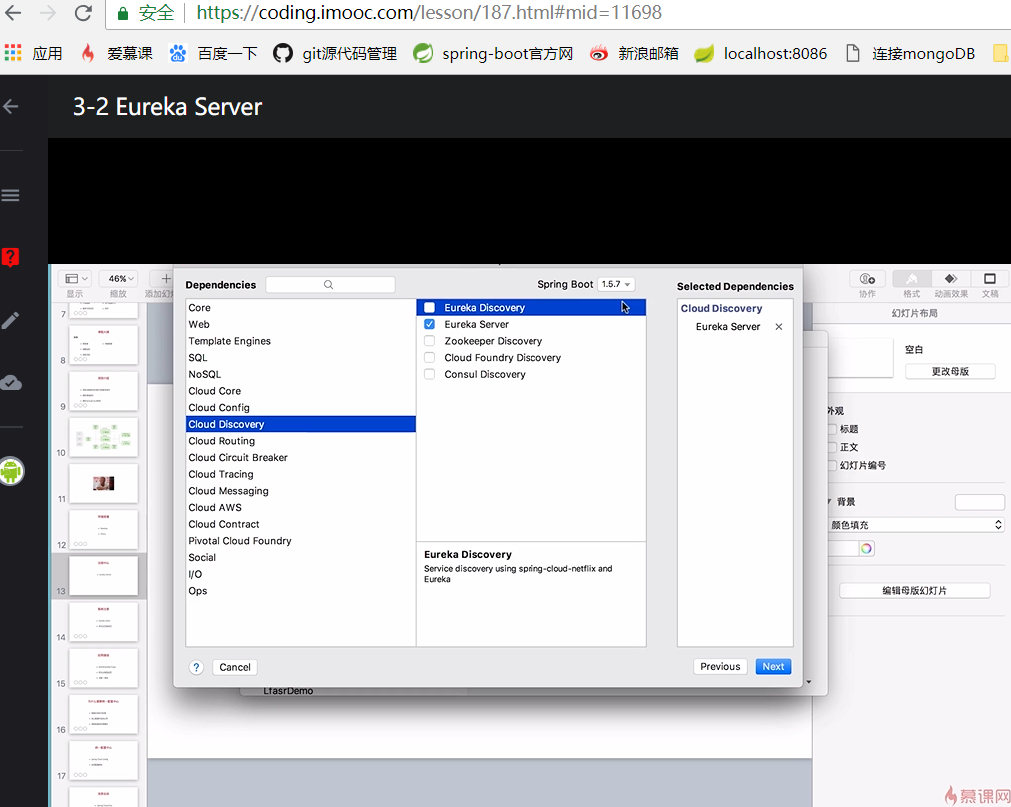 安全 https://coding.imooc.com/lesson/187.html#mid=11698
应用 爱慕课 百度一下 git源代码管理 spring-boot官方网 新浪邮箱 localhost:8086 连接mongoDB
3-2 Eureka Server
46%
显示 缩放 添加幻
协作 格式 动画效果 文稿
Dependencies
Spring Boot 1.5.7
Selected Dependencies
Core
Web
Template Engines
SQL
NoSQL
Cloud Core
Cloud Config
Cloud Discovery
Cloud Routing
Cloud Circuit Breaker
Cloud Tracing
Cloud Messaging
Cloud AWS
Cloud Contract
Pivotal Cloud Foundry
Social
I/O
Ops
Eureka Discovery
Eureka Server
Zookeeper Discovery
Cloud Foundry Discovery
Consul Discovery
Eureka Discovery
Service discovery using spring-cloud-netflix and
Eureka
Cloud Discovery
Eureka Server
? Cancel
Previous Next
LfasrDemo
7
8
9
10
11
12
13
14
15
16
17
幻灯片布局
空白
更改母版
外观
标题
正文
幻灯片编号
背景
颜色填充
编辑母版幻灯片
慕课网